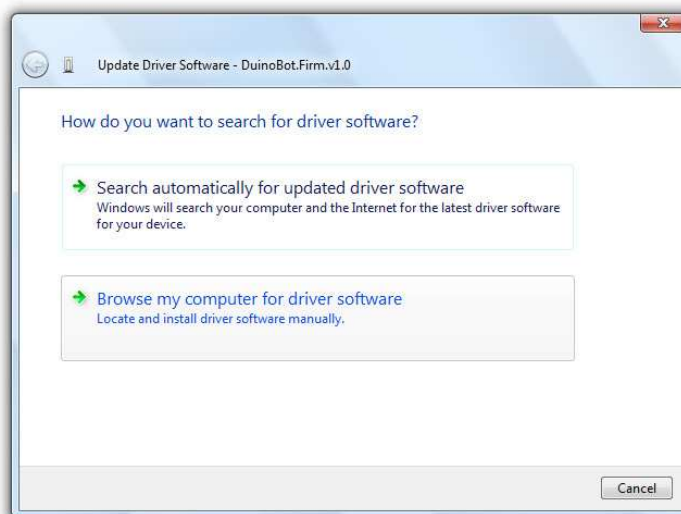 Update Driver Software - DuinoBot.Firm.v1.0
How do you want to search for driver software?
Search automatically for updated driver software
Windows will search your computer and the Internet for the latest driver software
for your device.
Browse my computer for driver software
Locate and install driver software manually.
Cancel